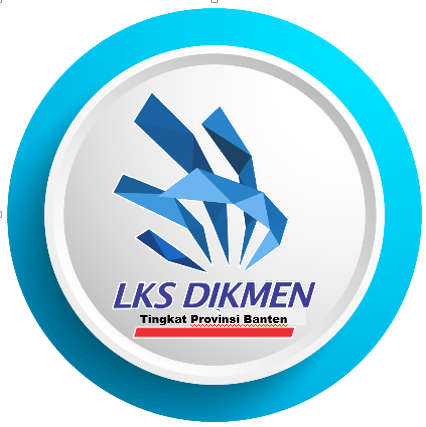 LKS DIKMEN
Tingkat Provinsi Banten